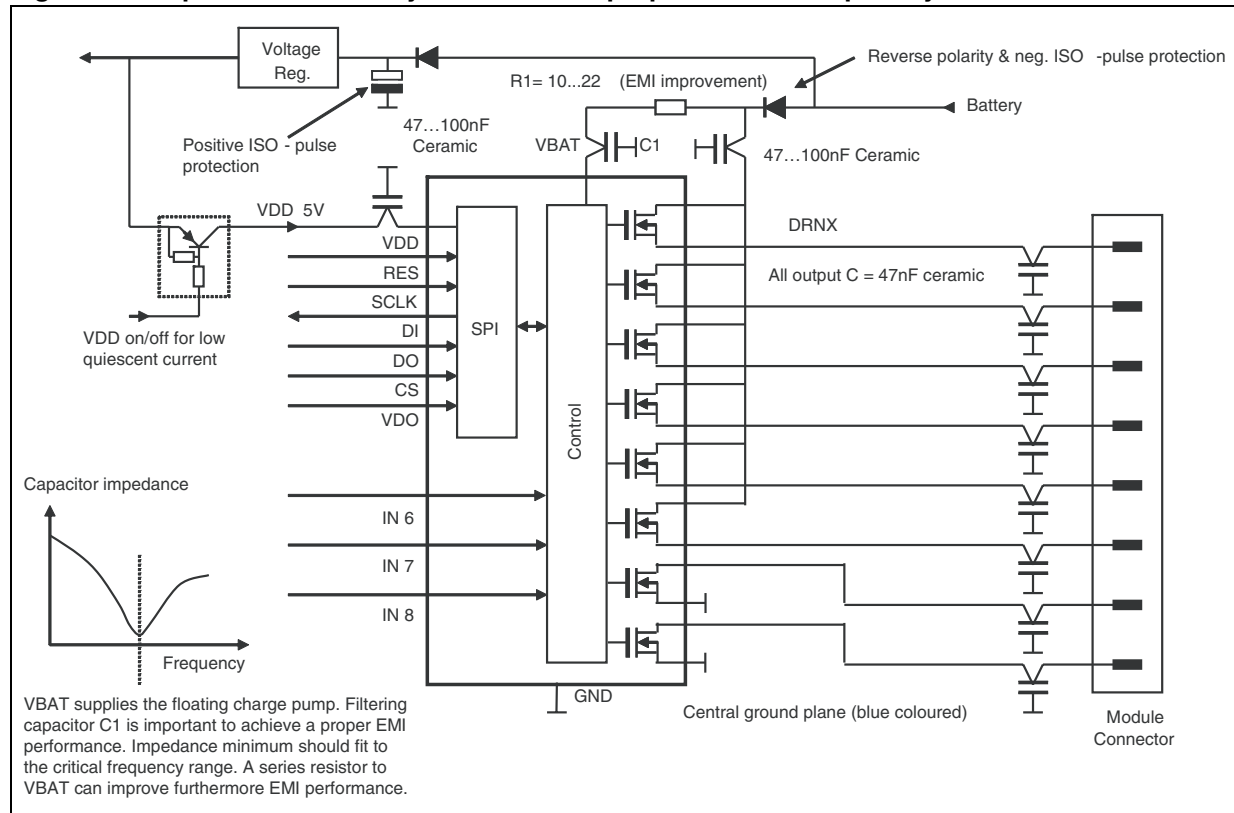 Voltage
Reg.
Reverse polarity & neg. ISO -pulse protection
R1= 10...22 (EMI improvement)
Battery
Positive ISO - pulse
protection
47...100nF
Ceramic
VBAT
C1
47...100nF Ceramic
VDD 5V
VDD
RES
SCLK
DI
DO
CS
VDO
SPI
Control
DRNX
All output C = 47nF ceramic
VDD on/off for low
quiescent current
Capacitor impedance
Frequency
IN 6
IN 7
IN 8
GND
Central ground plane (blue coloured)
Module
Connector
VBAT supplies the floating charge pump. Filtering
capacitor C1 is important to achieve a proper EMI
performance. Impedance minimum should fit to
the critical frequency range. A series resistor to
VBAT can improve furthermore EMI performance.